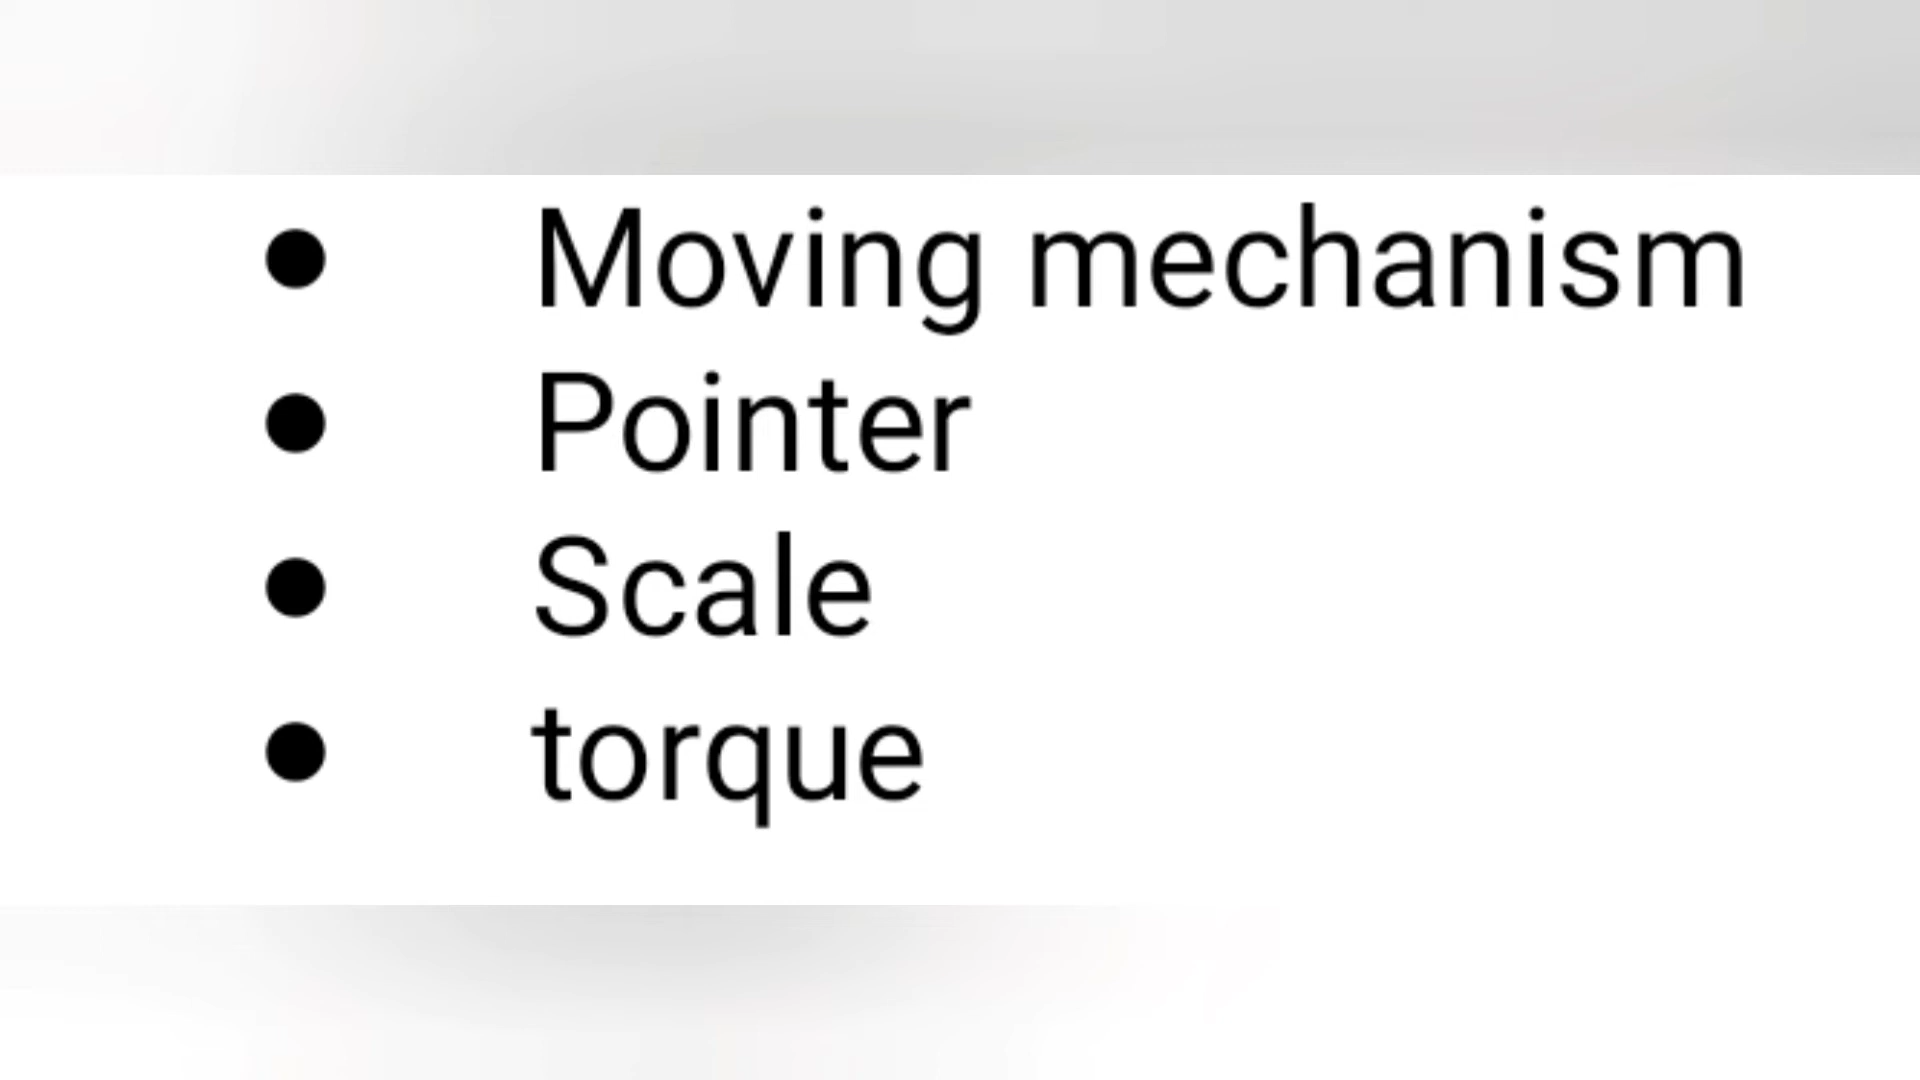 • Moving mechanism
• Pointer
• Scale
• torque